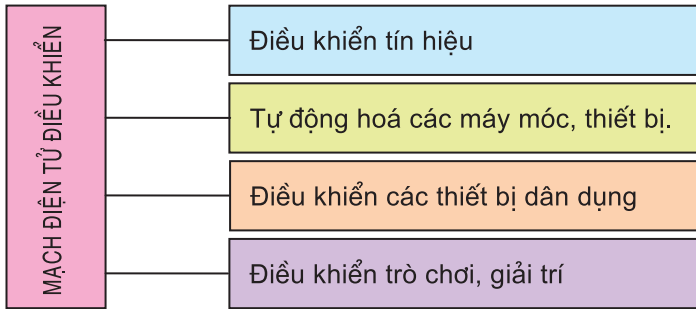 MẠCH ĐIỆN TỬ ĐIỀU KHIỂN
Điều khiển tín hiệu
Tự động hoá các máy móc, thiết bị.
Điều khiển các thiết bị dân dụng
Điều khiển trò chơi, giải trí